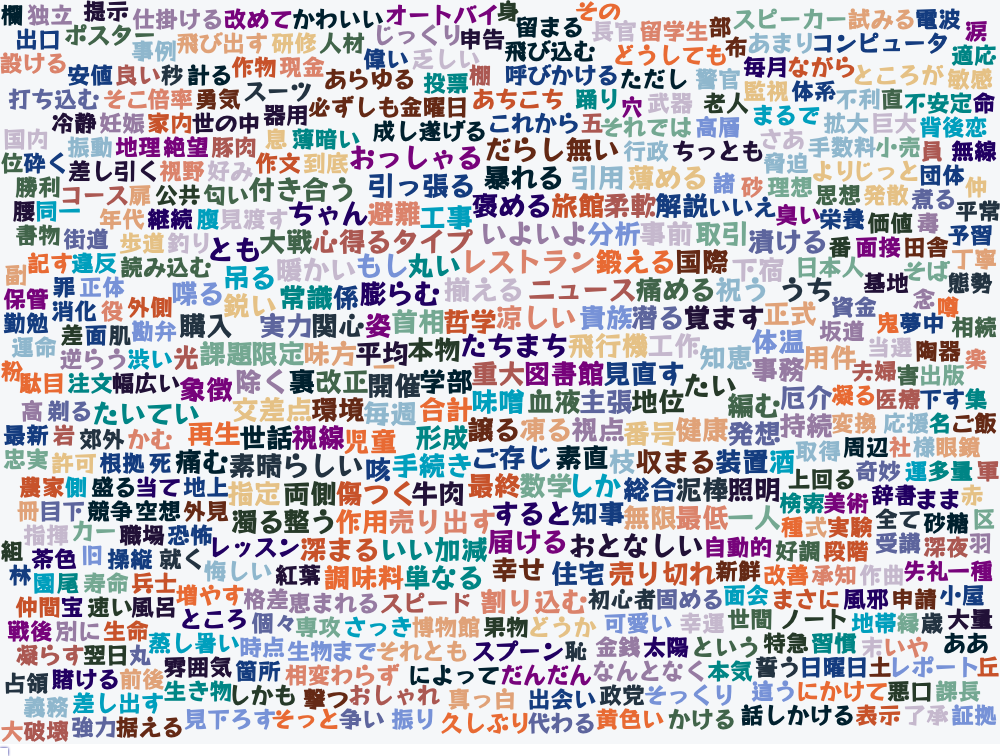 欄 独立 提示 仕掛ける 改めて かわいい オートバイ 身 留まる その 長官 留学生 部 スピーカー 試みる 電波 涙
出口 ポスター 事例 飛び出す 研修 人材 じっくり 申告 飛び込む どうしても 布 あまり コンピュータ 適応
設ける 安値 良い 秒 計る 作物 現金 あらゆる 偉い 乏しい 投票 棚 呼びかける ただし 警官 毎月 ながら ところが 敏感
打ち込む そこ 倍率 勇気 スーツ 器用 必ずしも 金曜日 あちこち 踊り 穴 武器 老人 監視 体系 不利 直 不安定 命
国内 冷静 妊娠 家内 世の中 息 薄暗い 成し遂げる これから 五 それでは 高層 まるで さあ 拡大 巨大 背後 恋
位 砕く 振動 地理 絶望 豚肉 作文 到底 おっしゃる だらし無い 行政 ちっとも 脅迫 手数料 小売 員 無線
勝利 差し引く 視野 好み 引っ張る 暴れる 引用 薄める 諸 砂 理想 よりじっと 団体 仲
腰 同一 コース 扉 公共 匂い 付き合う 褒める 旅館 柔軟 解説 いいえ 臭い 思想 発散 煮る 平常
書物 街道 年代 継続 腹 見渡す ちゃん 避難 工事 いよいよ 分析 事前 取引 漬ける 番 栄養 価値 毒 予留
歩道 釣り とも 大戦 心得る タイプ 面接 田舎 丁寧
副 記す 違反 読み込む 吊る 暖かい もし 丸い レストラン 鍛える 国際 下宿 日本人 そば 態勢
保管 罪 正体 喋る 鋭い 常識 係 膨らむ 揃える ニュース 痛める 祝う うち 基地 念 噂
勤勉 消化 役 外側 購入 実力 関心 姿 首相 哲学 涼しい 貴族 潜る 覚ます 正式 資金 鬼 夢中 相続
運命 差 面 肌 勘弁 課題 限定 味方 平均 本物 たちまち 飛行機 工作 知恵 体温 坂道 当選 陶器 楽
粉 逆らう 渋い 光 象徴 除く 裏 改正 開催 学部 重大 図書館 見直す たい 事務 用件 夫婦 害 出版
駄目 注文 幅広い 交差点 環境 毎週 合計 味噌 血液 主張 地位 編む 厄介 凝る 医療 下す 集
高 剃る たいてい 再生 世話 視線 児童 形成 譲る 凍る 視点 番号 健康 発想 持続 変換 応援 名 ご飯
最新 岩 郊外 かむ 痛む 素晴らしい 咳 手続き ご存じ 素直 枝 収まる 装置 酒 取得 周辺 社 様 眼鏡
忠実 許可 根拠 死 指定 両側 傷つく 牛肉 最終 数学 しか 総合 泥棒 照明 上回る 奇妙 運 多量 軍
農家 側 盛る 当て 地上 濁る 整う 作用 売り出す すると 知事 無限 最低 一人 検索 美術 辞書 まま 赤
冊 目下 競争 空想 外見 届ける おとなしい 自動的 種 式 実験 全て 砂糖 区
指揮 カー 職場 恐怖 レッスン 深まる いい加減 好調 段階 受講 深夜 羽
組 茶色 旧 操縦 就く 悔しい 紅葉 調味料 単なる 幸せ 住宅 売り切れ 新鮮 改善 承知 作曲 失礼 一種
林 園 尾 寿命 兵士 増やす 格差 恵まれる スピード 割り込む 初心者 固める 面会 まさに 風邪 申請 小屋
仲間 宝 速い 風呂 ところ 個々 専攻 さっき 博物館 果物 どうか 可愛い 幸運 世間 ノート 地帯 縁 歳 大量
戦後 別に 生命 蒸し暑い 時点 生物 まで それとも スプーン 恥 金銭 太陽 という 特急 習慣 末 いや ああ
凝らす 翌日 丸 雰囲気 箇所 相変わらず によって だんだん なんとなく 本気 誓う 日曜日 土 レポート 丘
占領 賭ける 前後 生き物 しかも 撃つ おしゃれ 真っ白 出会い 政党 そっくり 違う にかけて 悪口 課長
義務 差し出す 見下ろす そっと 争い 振り 久しぶり 代わる 黄色い かける 話しかける 表示 了承 証拠
大 破壊 強力 据える